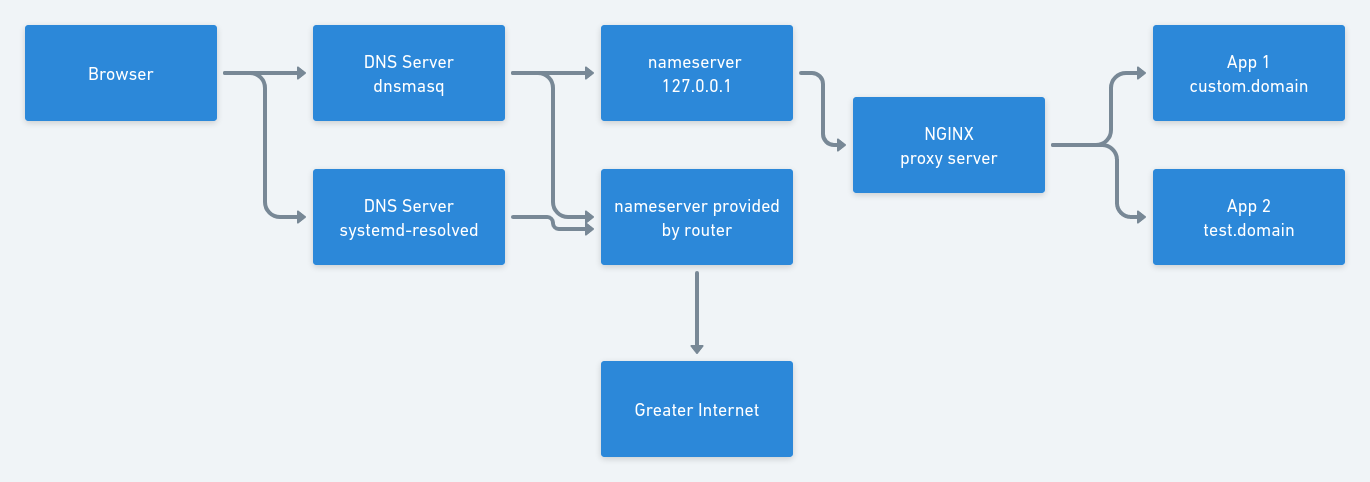 Browser
DNS Server
dnsmasq
nameserver
127.0.0.1
App 1
custom.domain
NGINX
proxy server
DNS Server
systemd-resolved
nameserver provided
by router
App 2
test.domain
Greater Internet